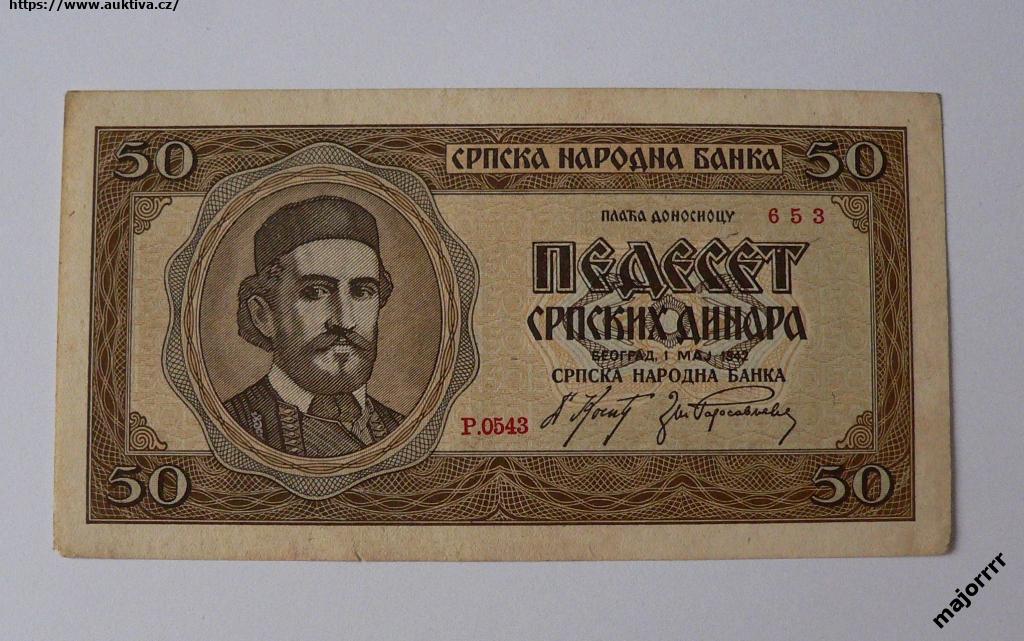 https://www.auktiva.cz/
50
СРПСКА НАРОДНА БАНКА
50
ПЛАЋА ДОНОСИОЦУ
653
ПЕДЕСЕТ
СРПСКИХ ДИНАРА
БЕОГРАД, 1 МАЈ 1942
СРПСКА НАРОДНА БАНКА
P.0543
50
50
majorrrr